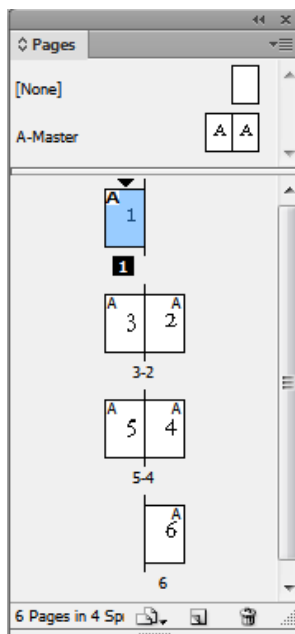 Pages
[None]
A-Master
A A
A
1
1
A A
3 2
3-2
A A
5 4
5-4
A
6
6
6 Pages in 4 Spr